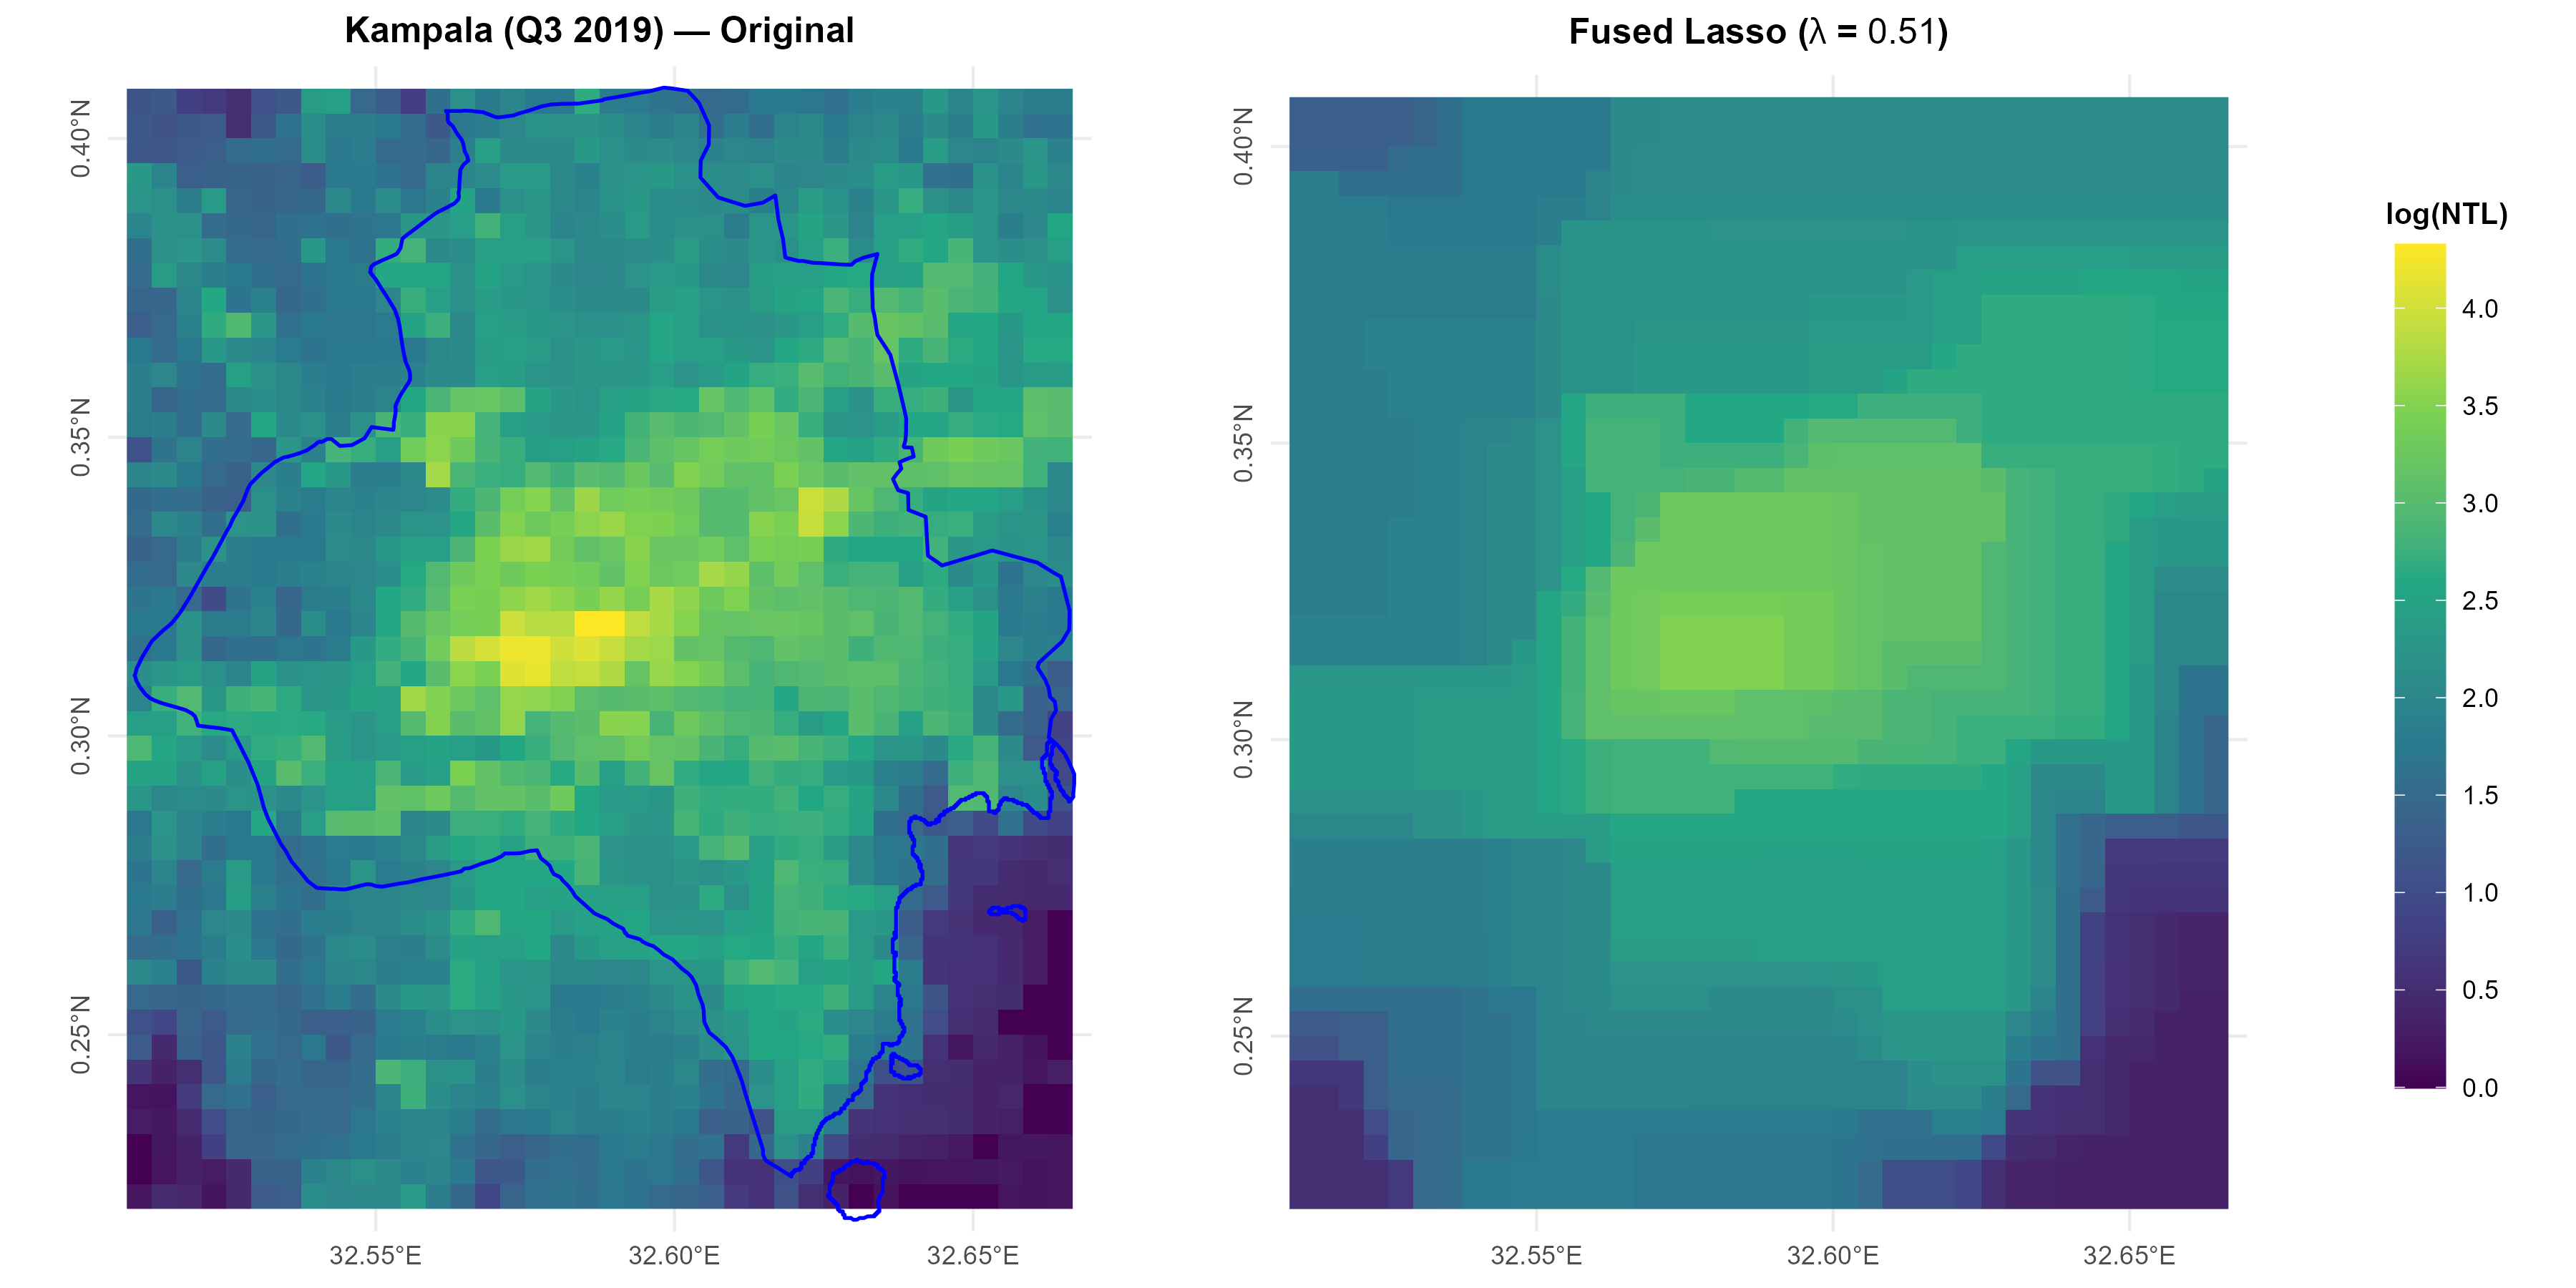 Kampala (Q3 2019) — Original
0.40°N
0.35°N
0.30°N
0.25°N
32.55°E
32.60°E
32.65°E
Fused Lasso (λ = 0.51)
0.40°N
0.35°N
0.30°N
0.25°N
32.55°E
32.60°E
32.65°E
log(NTL)
4.0
3.5
3.0
2.5
2.0
1.5
1.0
0.5
0.0